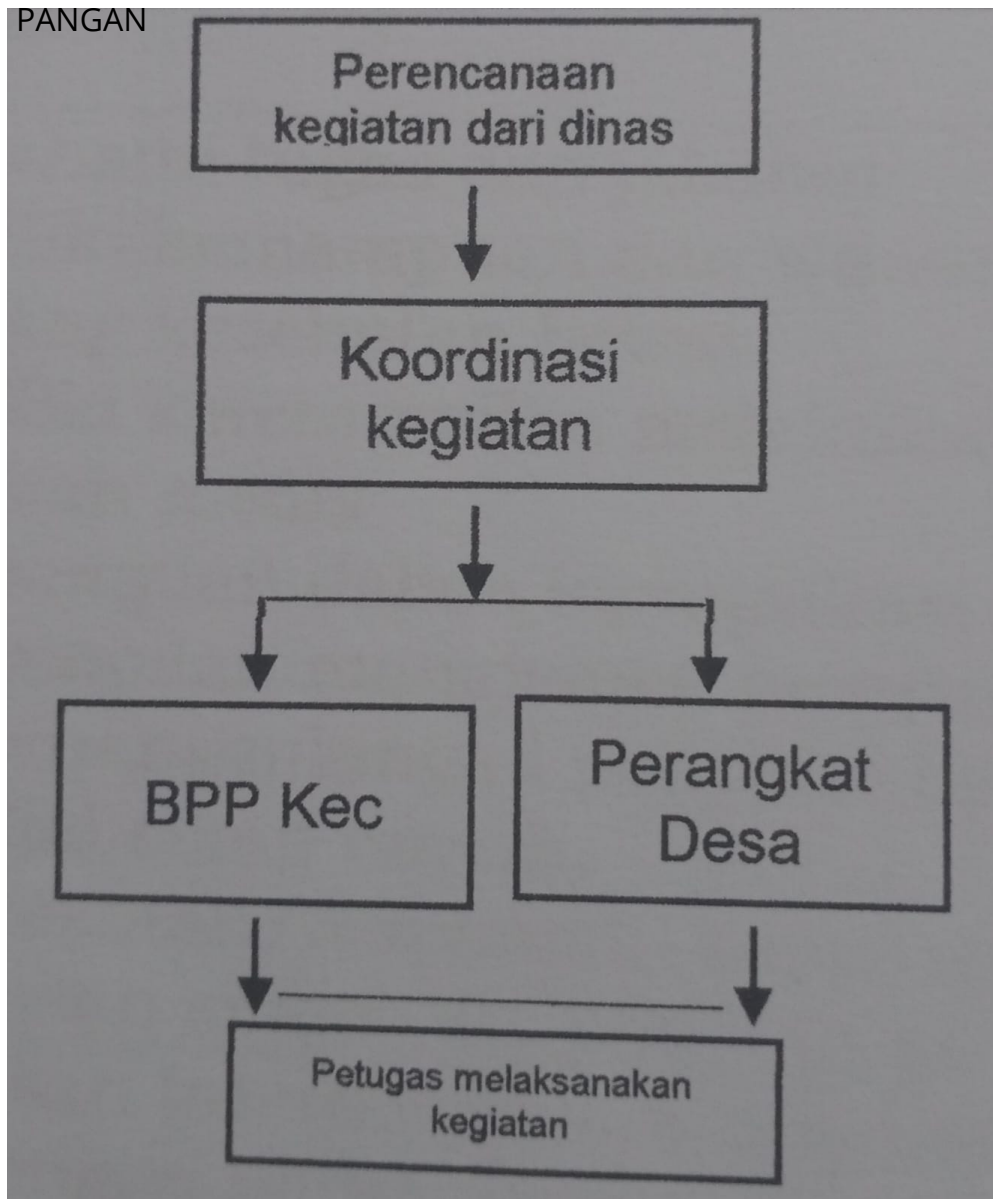 PANGAN
Perencanaan
kegiatan dari dinas
Koordinasi
kegiatan
BPP Kec
Perangkat
Desa
Petugas melaksanakan
kegiatan